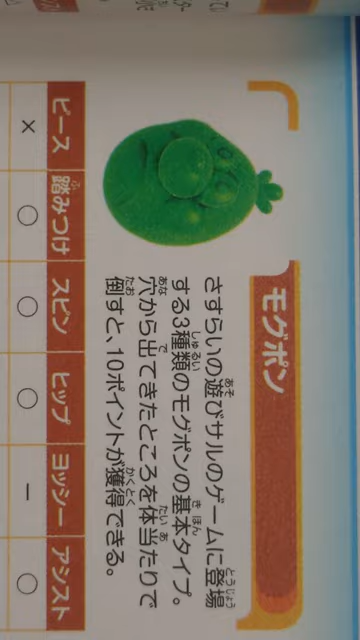 モグポン
さすらいの遊びサルのゲームに登場
する3種類のモグポンの基本タイプ。
穴から出てきたところを体当たりで
倒すと、10ポイントが獲得できる。
ピース 踏みつけ スピン ヒップ ヨッシー アシスト
× ○ ○ ○ － ○